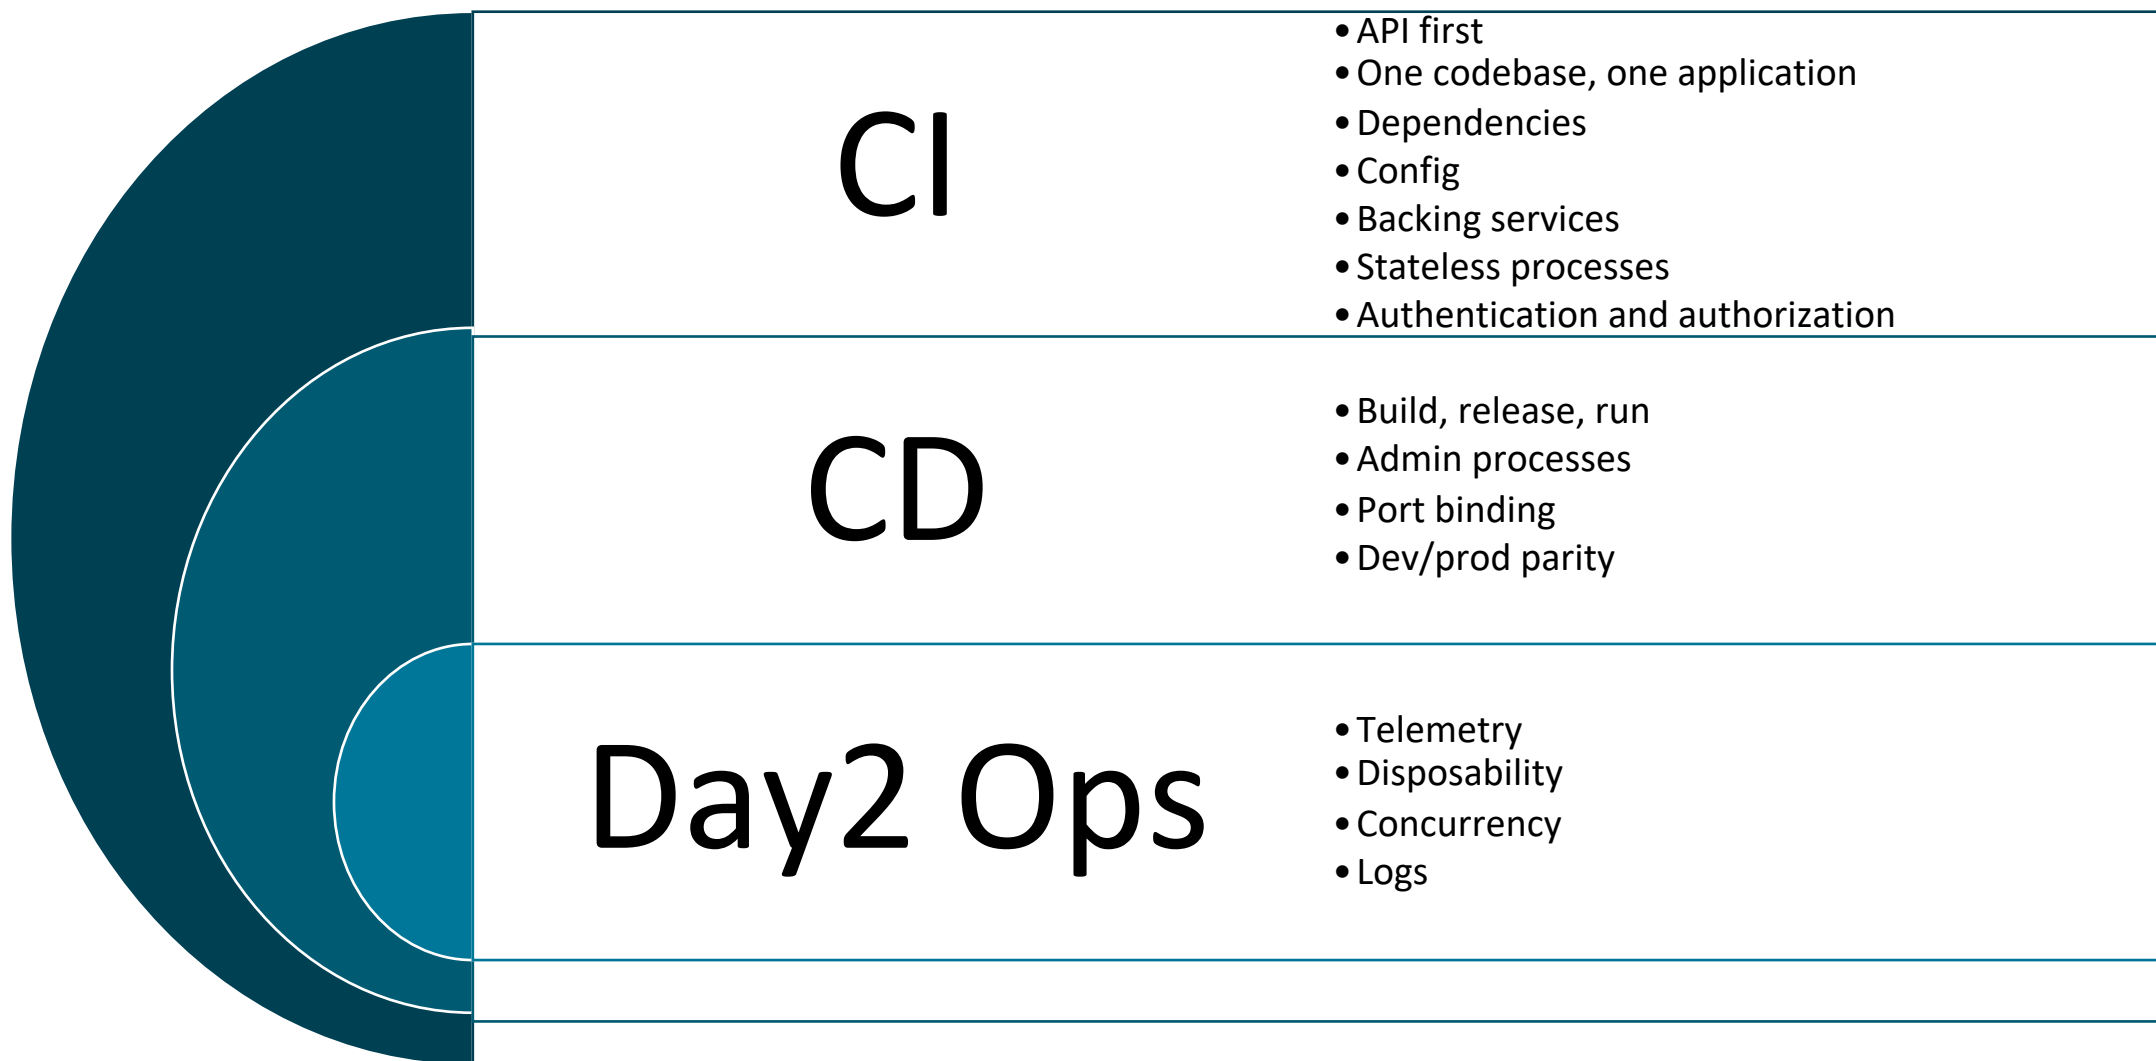 CI
• API first
• One codebase, one application
• Dependencies
• Config
• Backing services
• Stateless processes
• Authentication and authorization
CD
• Build, release, run
• Admin processes
• Port binding
• Dev/prod parity
Day2 Ops
• Telemetry
• Disposability
• Concurrency
• Logs